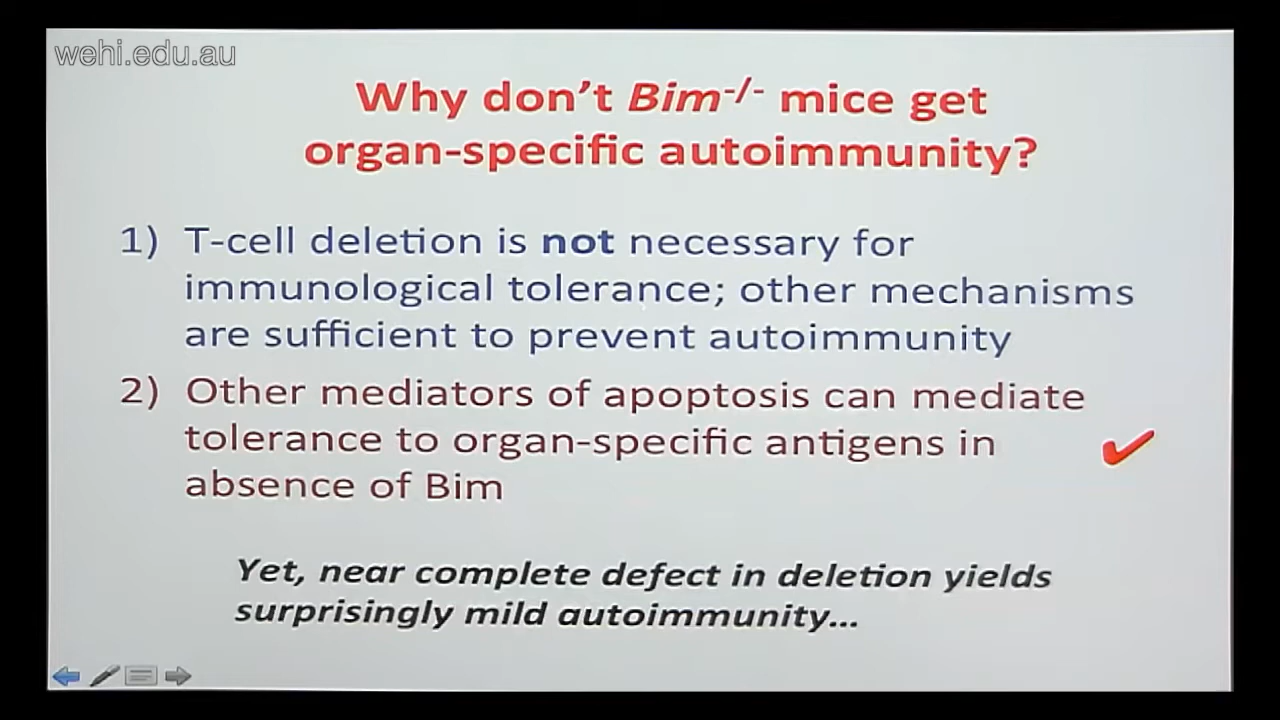 wehi.edu.au
Why don't Bim-/- mice get
organ-specific autoimmunity?
1) T-cell deletion is not necessary for
immunological tolerance; other mechanisms
are sufficient to prevent autoimmunity
2) Other mediators of apoptosis can mediate
tolerance to organ-specific antigens in
absence of Bim
Yet, near complete defect in deletion yields
surprisingly mild autoimmunity...